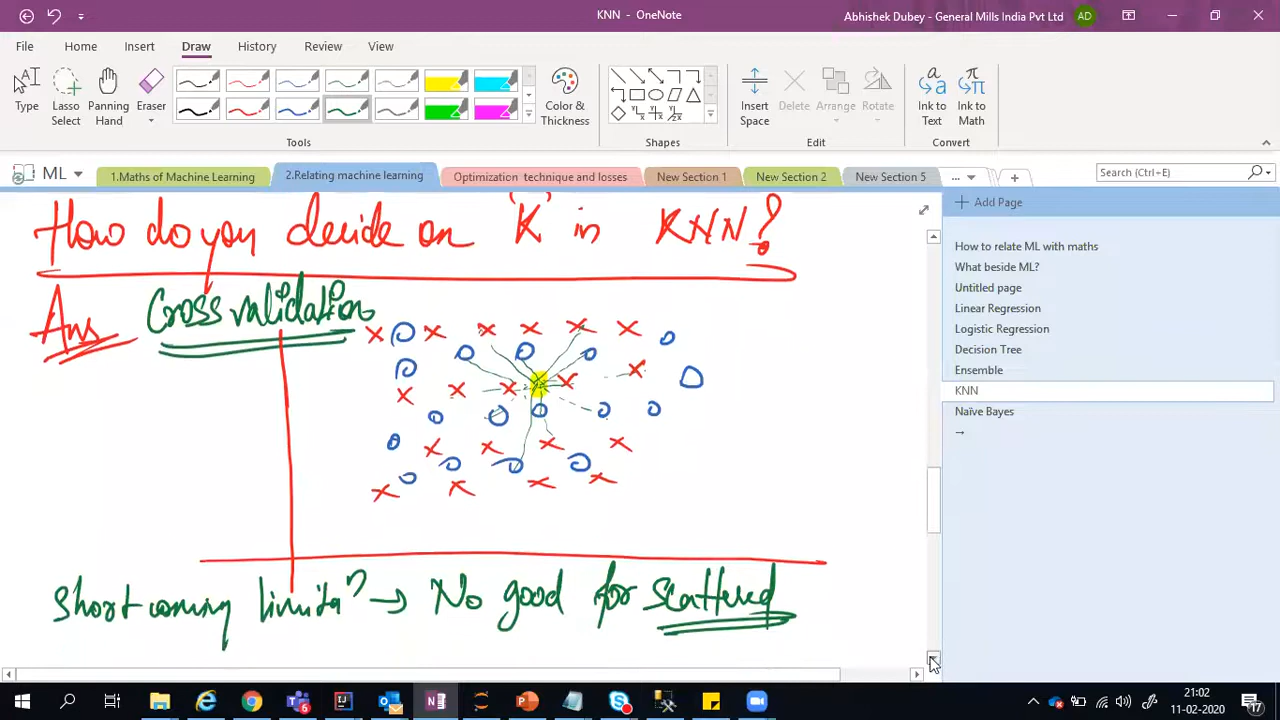 KNN - OneNote
Abhishek Dubey - General Mills India Pvt Ltd
AD
File Home Insert Draw History Review View
Type
Lasso Select
Panning Hand
Eraser
Color & Thickness
Insert Space
Delete
Arrange
Rotate
Ink to Text
Ink to Math
Tools
Shapes
Edit
Convert
ML
1.Maths of Machine Learning
2.Relating machine learning
Optimization technique and losses
New Section 1
New Section 2
New Section 5
...
Search (Ctrl+E)
Add Page
How to relate ML with maths
What beside ML?
Untitled page
Linear Regression
Logistic Regression
Decision Tree
Ensemble
KNN
Naïve Bayes
→
How do you decide on 'K' in KNN?
Ans Cross validation
Short coming limitan → No good for scattered
21:02
11-02-2020
17